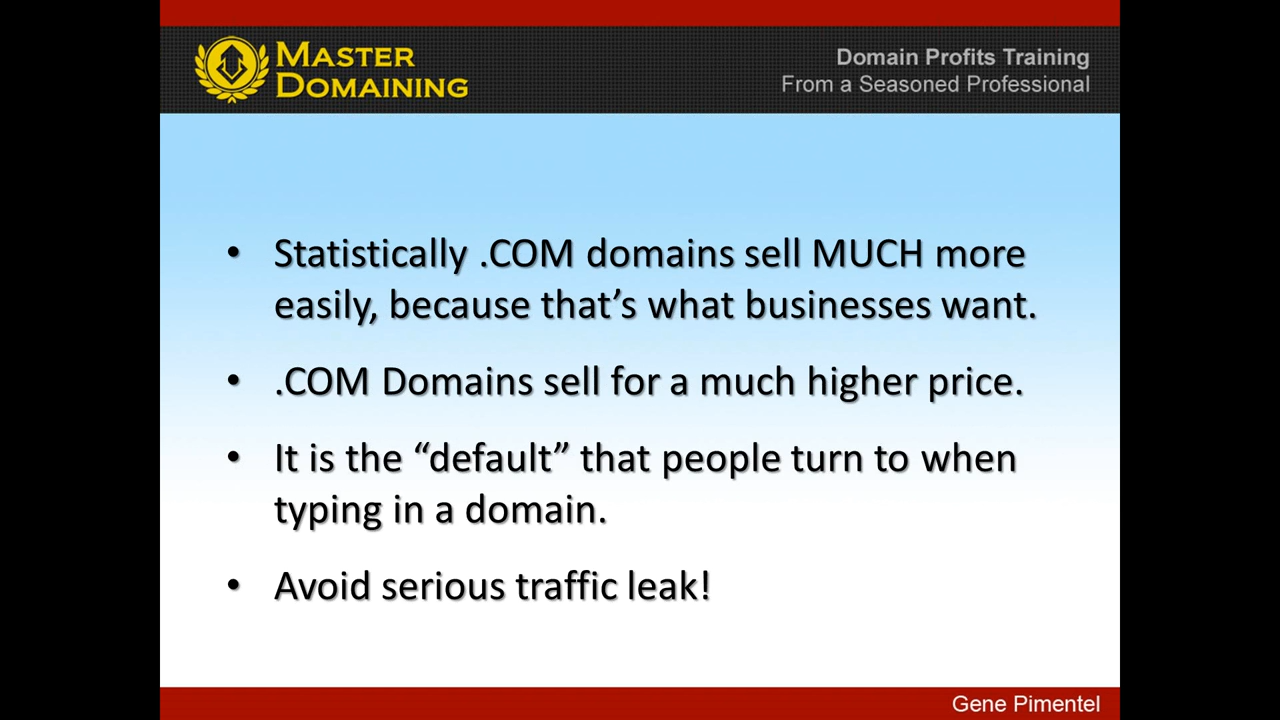 MASTER
DOMAINING
Domain Profits Training
From a Seasoned Professional
• Statistically .COM domains sell MUCH more
easily, because that’s what businesses want.
• .COM Domains sell for a much higher price.
• It is the “default” that people turn to when
typing in a domain.
• Avoid serious traffic leak!
Gene Pimentel